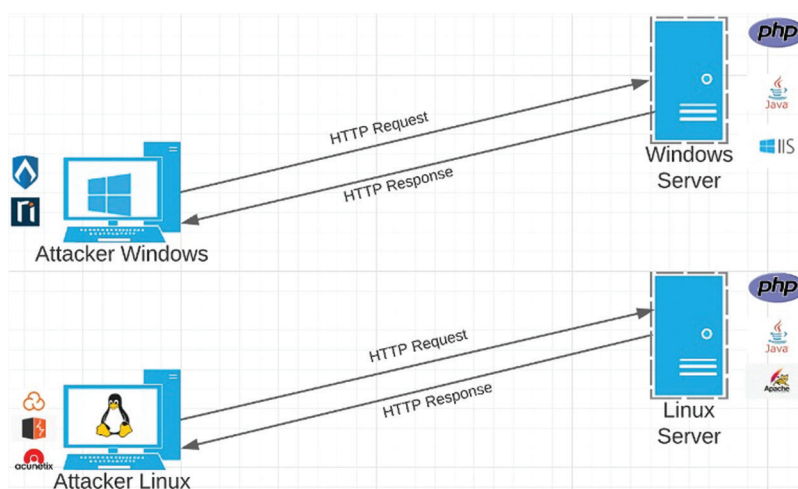 php
Java
IIS
HTTP Request
HTTP Response
Windows
Server
Attacker Windows
php
Java
Apache
HTTP Request
HTTP Response
Linux
Server
acunetix
Attacker Linux